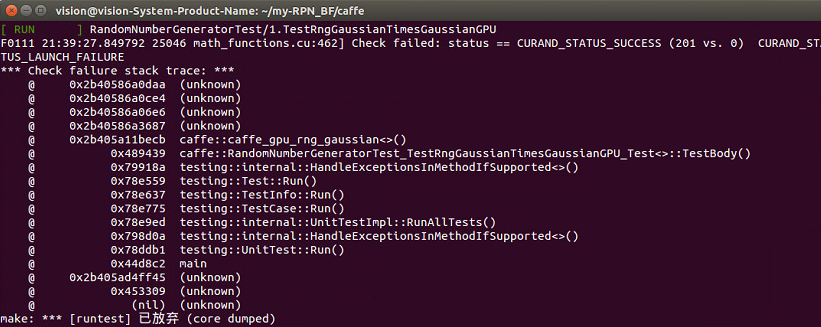 vision@vision-System-Product-Name: ~/my-RPN_BF/caffe
[ RUN      ] RandomNumberGeneratorTest/1.TestRngGaussianTimesGaussianGPU
F0111 21:39:27.849792 25046 math_functions.cu:462] Check failed: status == CURAND_STATUS_SUCCESS (201 vs. 0)  CURAND_STA
TUS_LAUNCH_FAILURE
*** Check failure stack trace: ***
    @     0x2b40586a0daa  (unknown)
    @     0x2b40586a0ce4  (unknown)
    @     0x2b40586a06e6  (unknown)
    @     0x2b40586a3687  (unknown)
    @     0x2b405a11becb  caffe::caffe_gpu_rng_gaussian<>()
    @           0x489439  caffe::RandomNumberGeneratorTest_TestRngGaussianTimesGaussianGPU_Test<>::TestBody()
    @           0x79918a  testing::internal::HandleExceptionsInMethodIfSupported<>()
    @           0x78e559  testing::Test::Run()
    @           0x78e637  testing::TestInfo::Run()
    @           0x78e775  testing::TestCase::Run()
    @           0x78e9ed  testing::internal::UnitTestImpl::RunAllTests()
    @           0x798d0a  testing::internal::HandleExceptionsInMethodIfSupported<>()
    @           0x78ddb1  testing::UnitTest::Run()
    @           0x44d8c2  main
    @     0x2b405ad4ff45  (unknown)
    @           0x453309  (unknown)
    @              (nil)  (unknown)
make: *** [runtest] 已放弃 (core dumped)